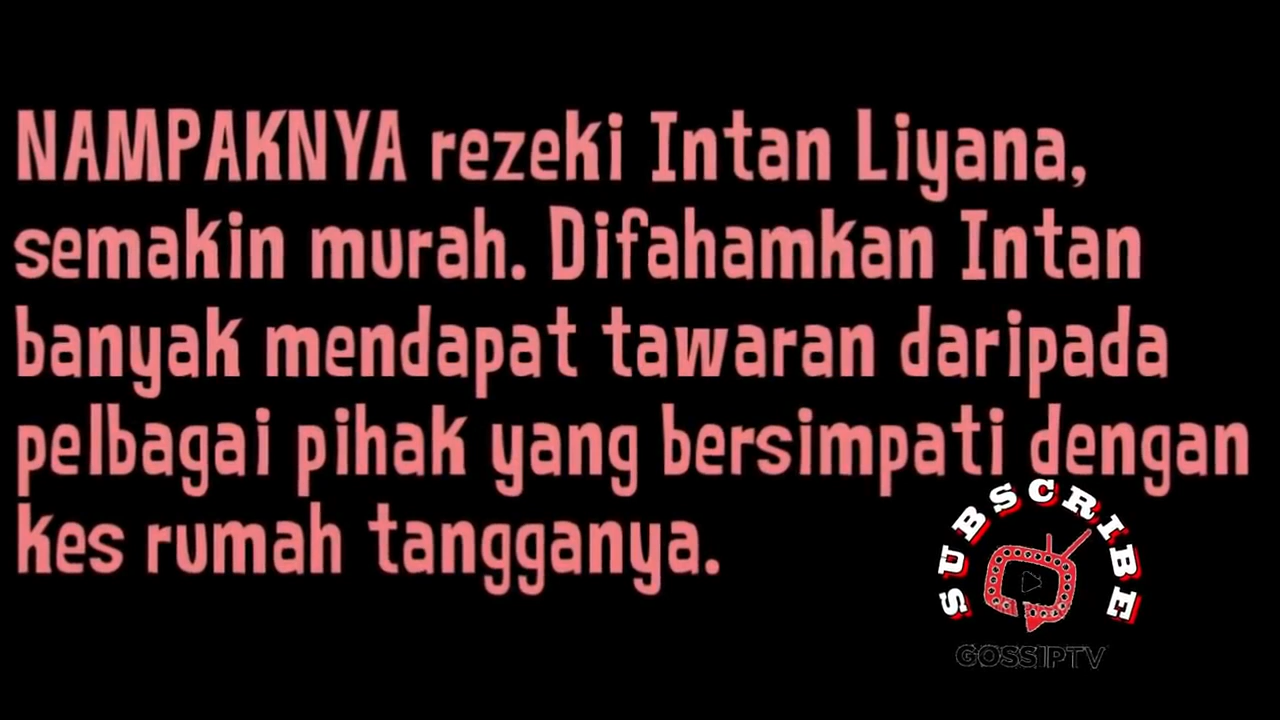 NAMPAKNYA rezeki Intan Liyana,
semakin murah. Difahamkan Intan
banyak mendapat tawaran daripada
pelbagai pihak yang bersimpati dengan
kes rumah tangganya.
SUBSCRIBE
GOSSIPTV